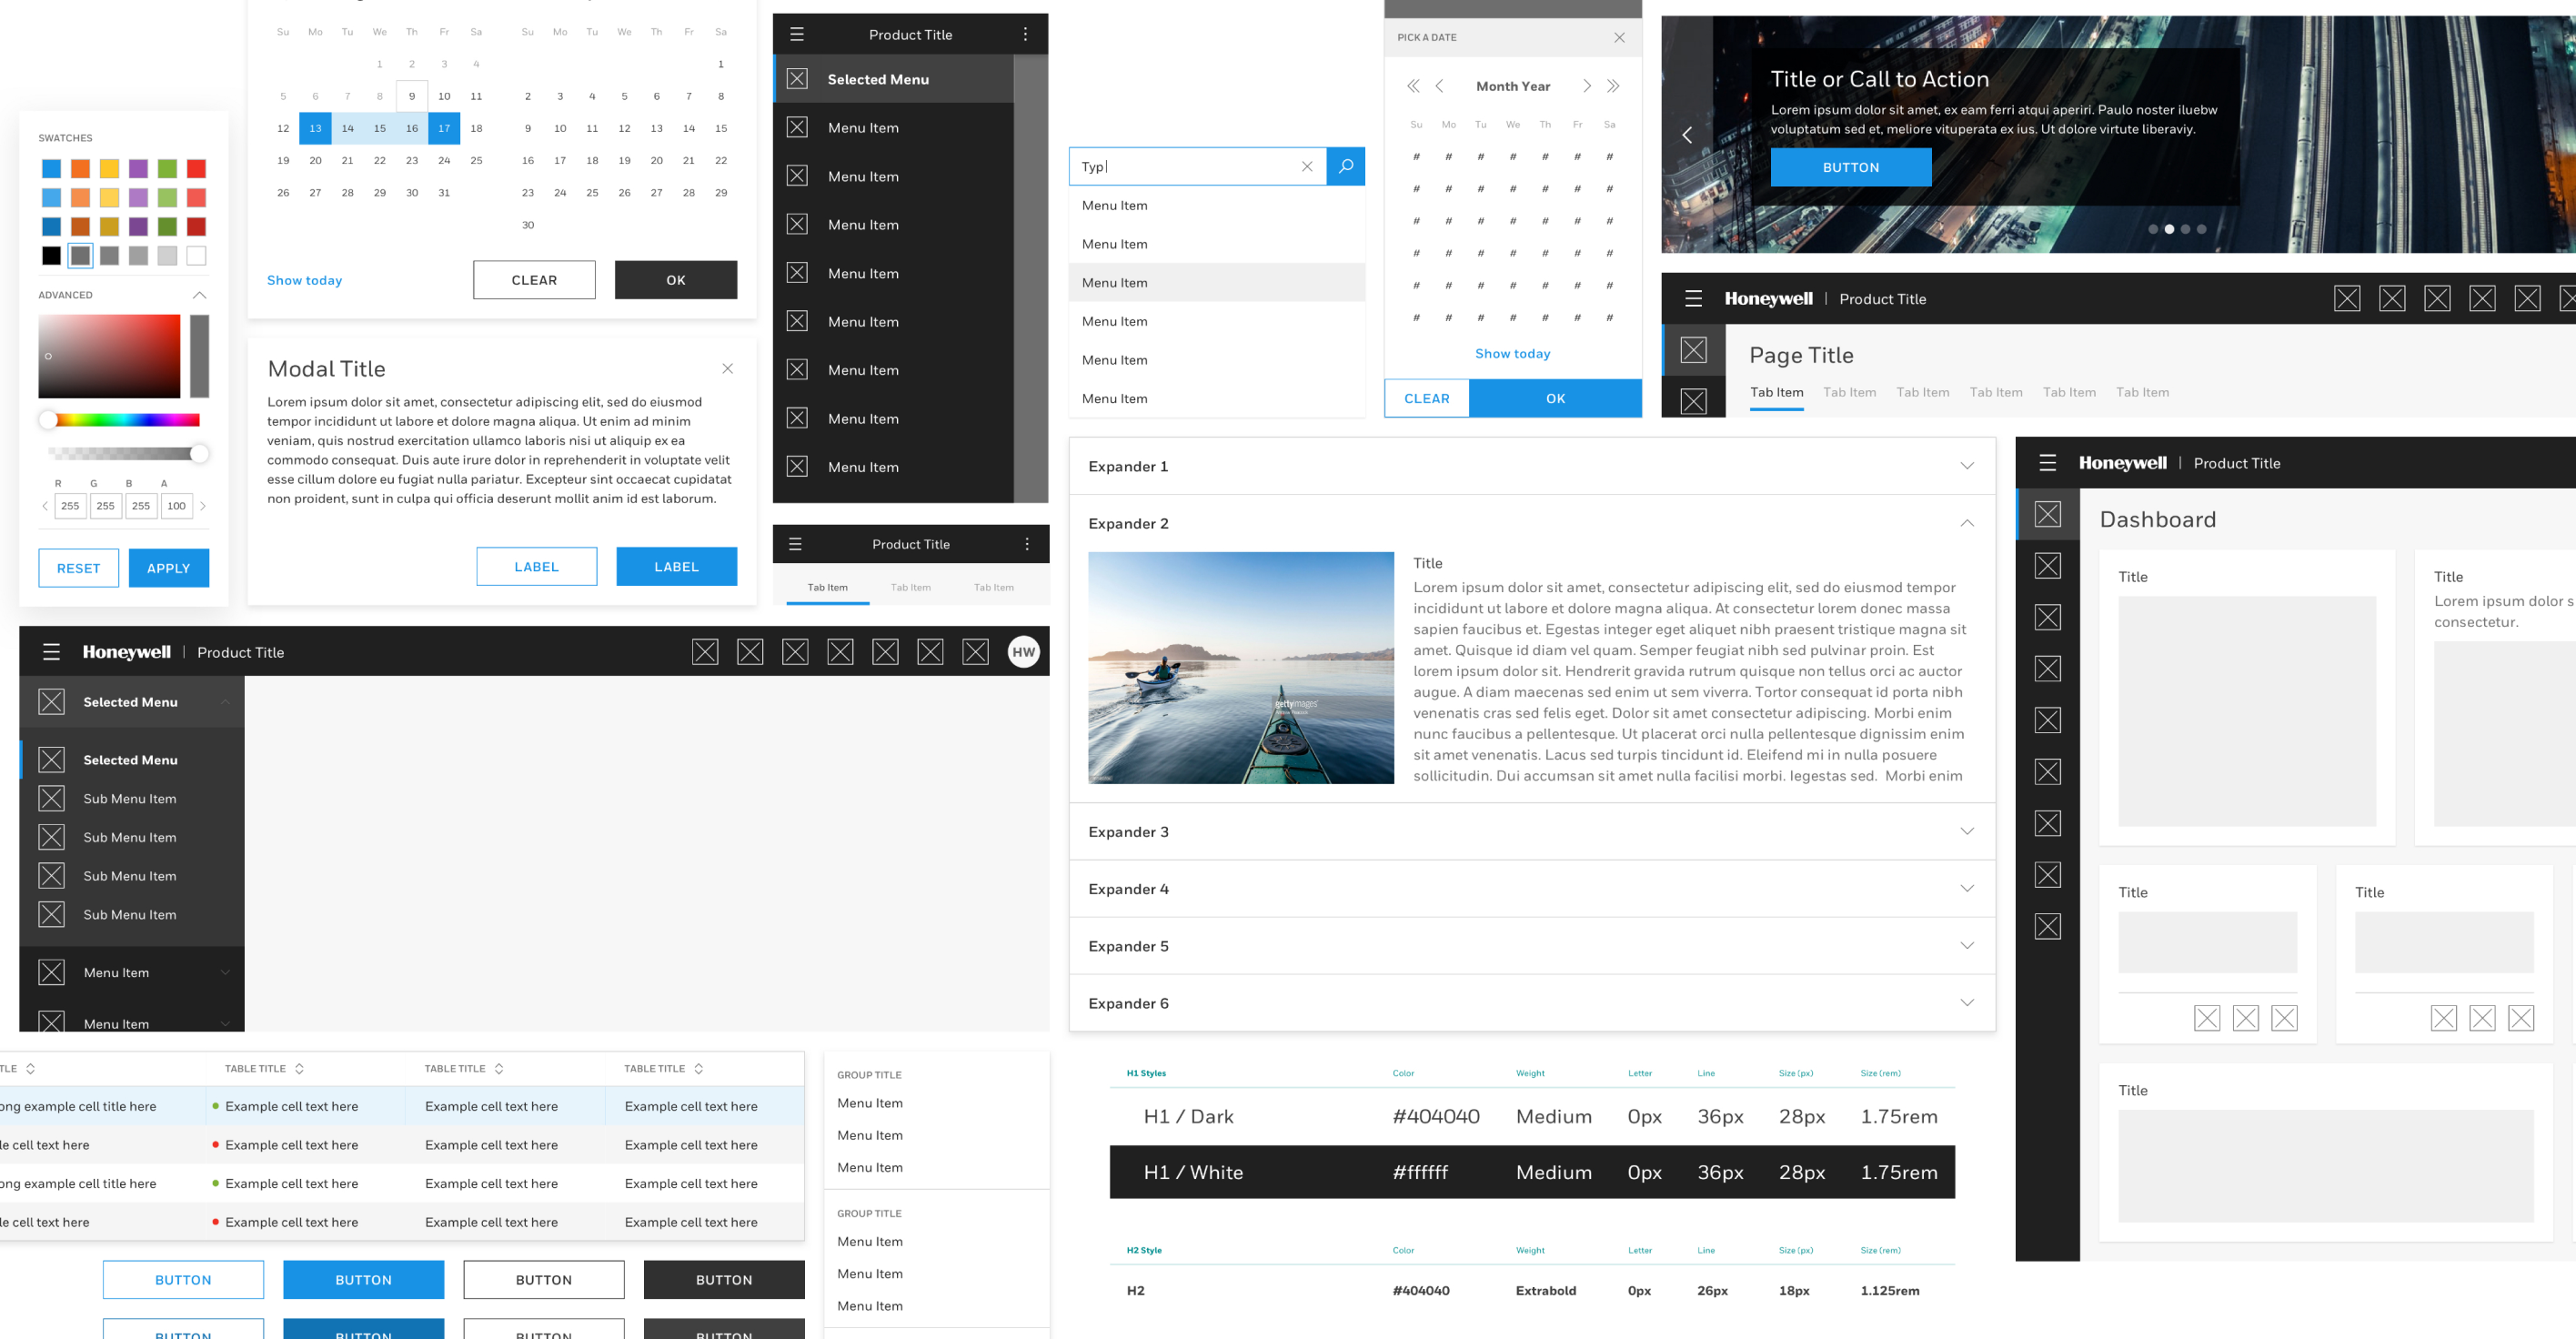 Su Mo Tu We Th Fr Sa
1 2 3 4
5 6 7 8 9 10 11
12 13 14 15 16 17 18
19 20 21 22 23 24 25
26 27 28 29 30 31
Su Mo Tu We Th Fr Sa
1
2 3 4 5 6 7 8
9 10 11 12 13 14 15
16 17 18 19 20 21 22
23 24 25 26 27 28 29
30
Show today
CLEAR
OK
SWATCHES
ADVANCED
R G B A
255 255 255 100
RESET
APPLY
Modal Title
Lorem ipsum dolor sit amet, consectetur adipiscing elit, sed do eiusmod
tempor incididunt ut labore et dolore magna aliqua. Ut enim ad minim
veniam, quis nostrud exercitation ullamco laboris nisi ut aliquip ex ea
commodo consequat. Duis aute irure dolor in reprehenderit in voluptate velit
esse cillum dolore eu fugiat nulla pariatur. Excepteur sint occaecat cupidatat
non proident, sunt in culpa qui officia deserunt mollit anim id est laborum.
LABEL
LABEL
Product Title
Selected Menu
Menu Item
Menu Item
Menu Item
Menu Item
Menu Item
Menu Item
Menu Item
Menu Item
Product Title
Tab Item Tab Item Tab Item
Typ
Menu Item
Menu Item
Menu Item
Menu Item
Menu Item
Menu Item
PICK A DATE
Month Year
Su Mo Tu We Th Fr Sa
# # # # # # #
# # # # # # #
# # # # # # #
# # # # # # #
# # # # # # #
# # # # # # #
Show today
CLEAR
OK
Title or Call to Action
Lorem ipsum dolor sit amet, ex eam ferri atqui aperiri. Paulo noster iluebw
voluptatum sed et, meliore vituperata ex ius. Ut dolore virtute liberaviy.
BUTTON
Honeywell | Product Title
Page Title
Tab Item Tab Item Tab Item Tab Item Tab Item Tab Item
Honeywell | Product Title
HW
Selected Menu
Selected Menu
Sub Menu Item
Sub Menu Item
Sub Menu Item
Sub Menu Item
Menu Item
Menu Item
Expander 1
Expander 2
gettyimages
Title
Lorem ipsum dolor sit amet, consectetur adipiscing elit, sed do eiusmod tempor
incididunt ut labore et dolore magna aliqua. At consectetur lorem donec massa
sapien faucibus et. Egestas integer eget aliquet nibh praesent tristique magna sit
amet. Quisque id diam vel quam. Semper feugiat nibh sed pulvinar proin. Est
lorem ipsum dolor sit. Hendrerit gravida rutrum quisque non tellus orci ac auctor
augue. A diam maecenas sed enim ut sem viverra. Tortor consequat id porta nibh
venenatis cras sed felis eget. Dolor sit amet consectetur adipiscing. Morbi enim
nunc faucibus a pellentesque. Ut placerat orci nulla pellentesque dignissim enim
sit amet venenatis. Lacus sed turpis tincidunt id. Eleifend mi in nulla posuere
sollicitudin. Dui accumsan sit amet nulla facilisi morbi. Iegestas sed. Morbi enim
Expander 3
Expander 4
Expander 5
Expander 6
Honeywell | Product Title
Dashboard
Title
Title
Lorem ipsum dolor s
consectetur.
Title
Title
Title
TLE TABLE TITLE TABLE TITLE TABLE TITLE
ong example cell title here Example cell text here Example cell text here Example cell text here
le cell text here Example cell text here Example cell text here Example cell text here
ong example cell title here Example cell text here Example cell text here Example cell text here
le cell text here Example cell text here Example cell text here Example cell text here
BUTTON BUTTON BUTTON BUTTON
BUTTON BUTTON BUTTON BUTTON
GROUP TITLE
Menu Item
Menu Item
Menu Item
GROUP TITLE
Menu Item
Menu Item
Menu Item
H1 Styles Color Weight Letter Line Size (px) Size (rem)
H1 / Dark #404040 Medium 0px 36px 28px 1.75rem
H1 / White #ffffff Medium 0px 36px 28px 1.75rem
H2 Style Color Weight Letter Line Size (px) Size (rem)
H2 #404040 Extrabold 0px 26px 18px 1.125rem